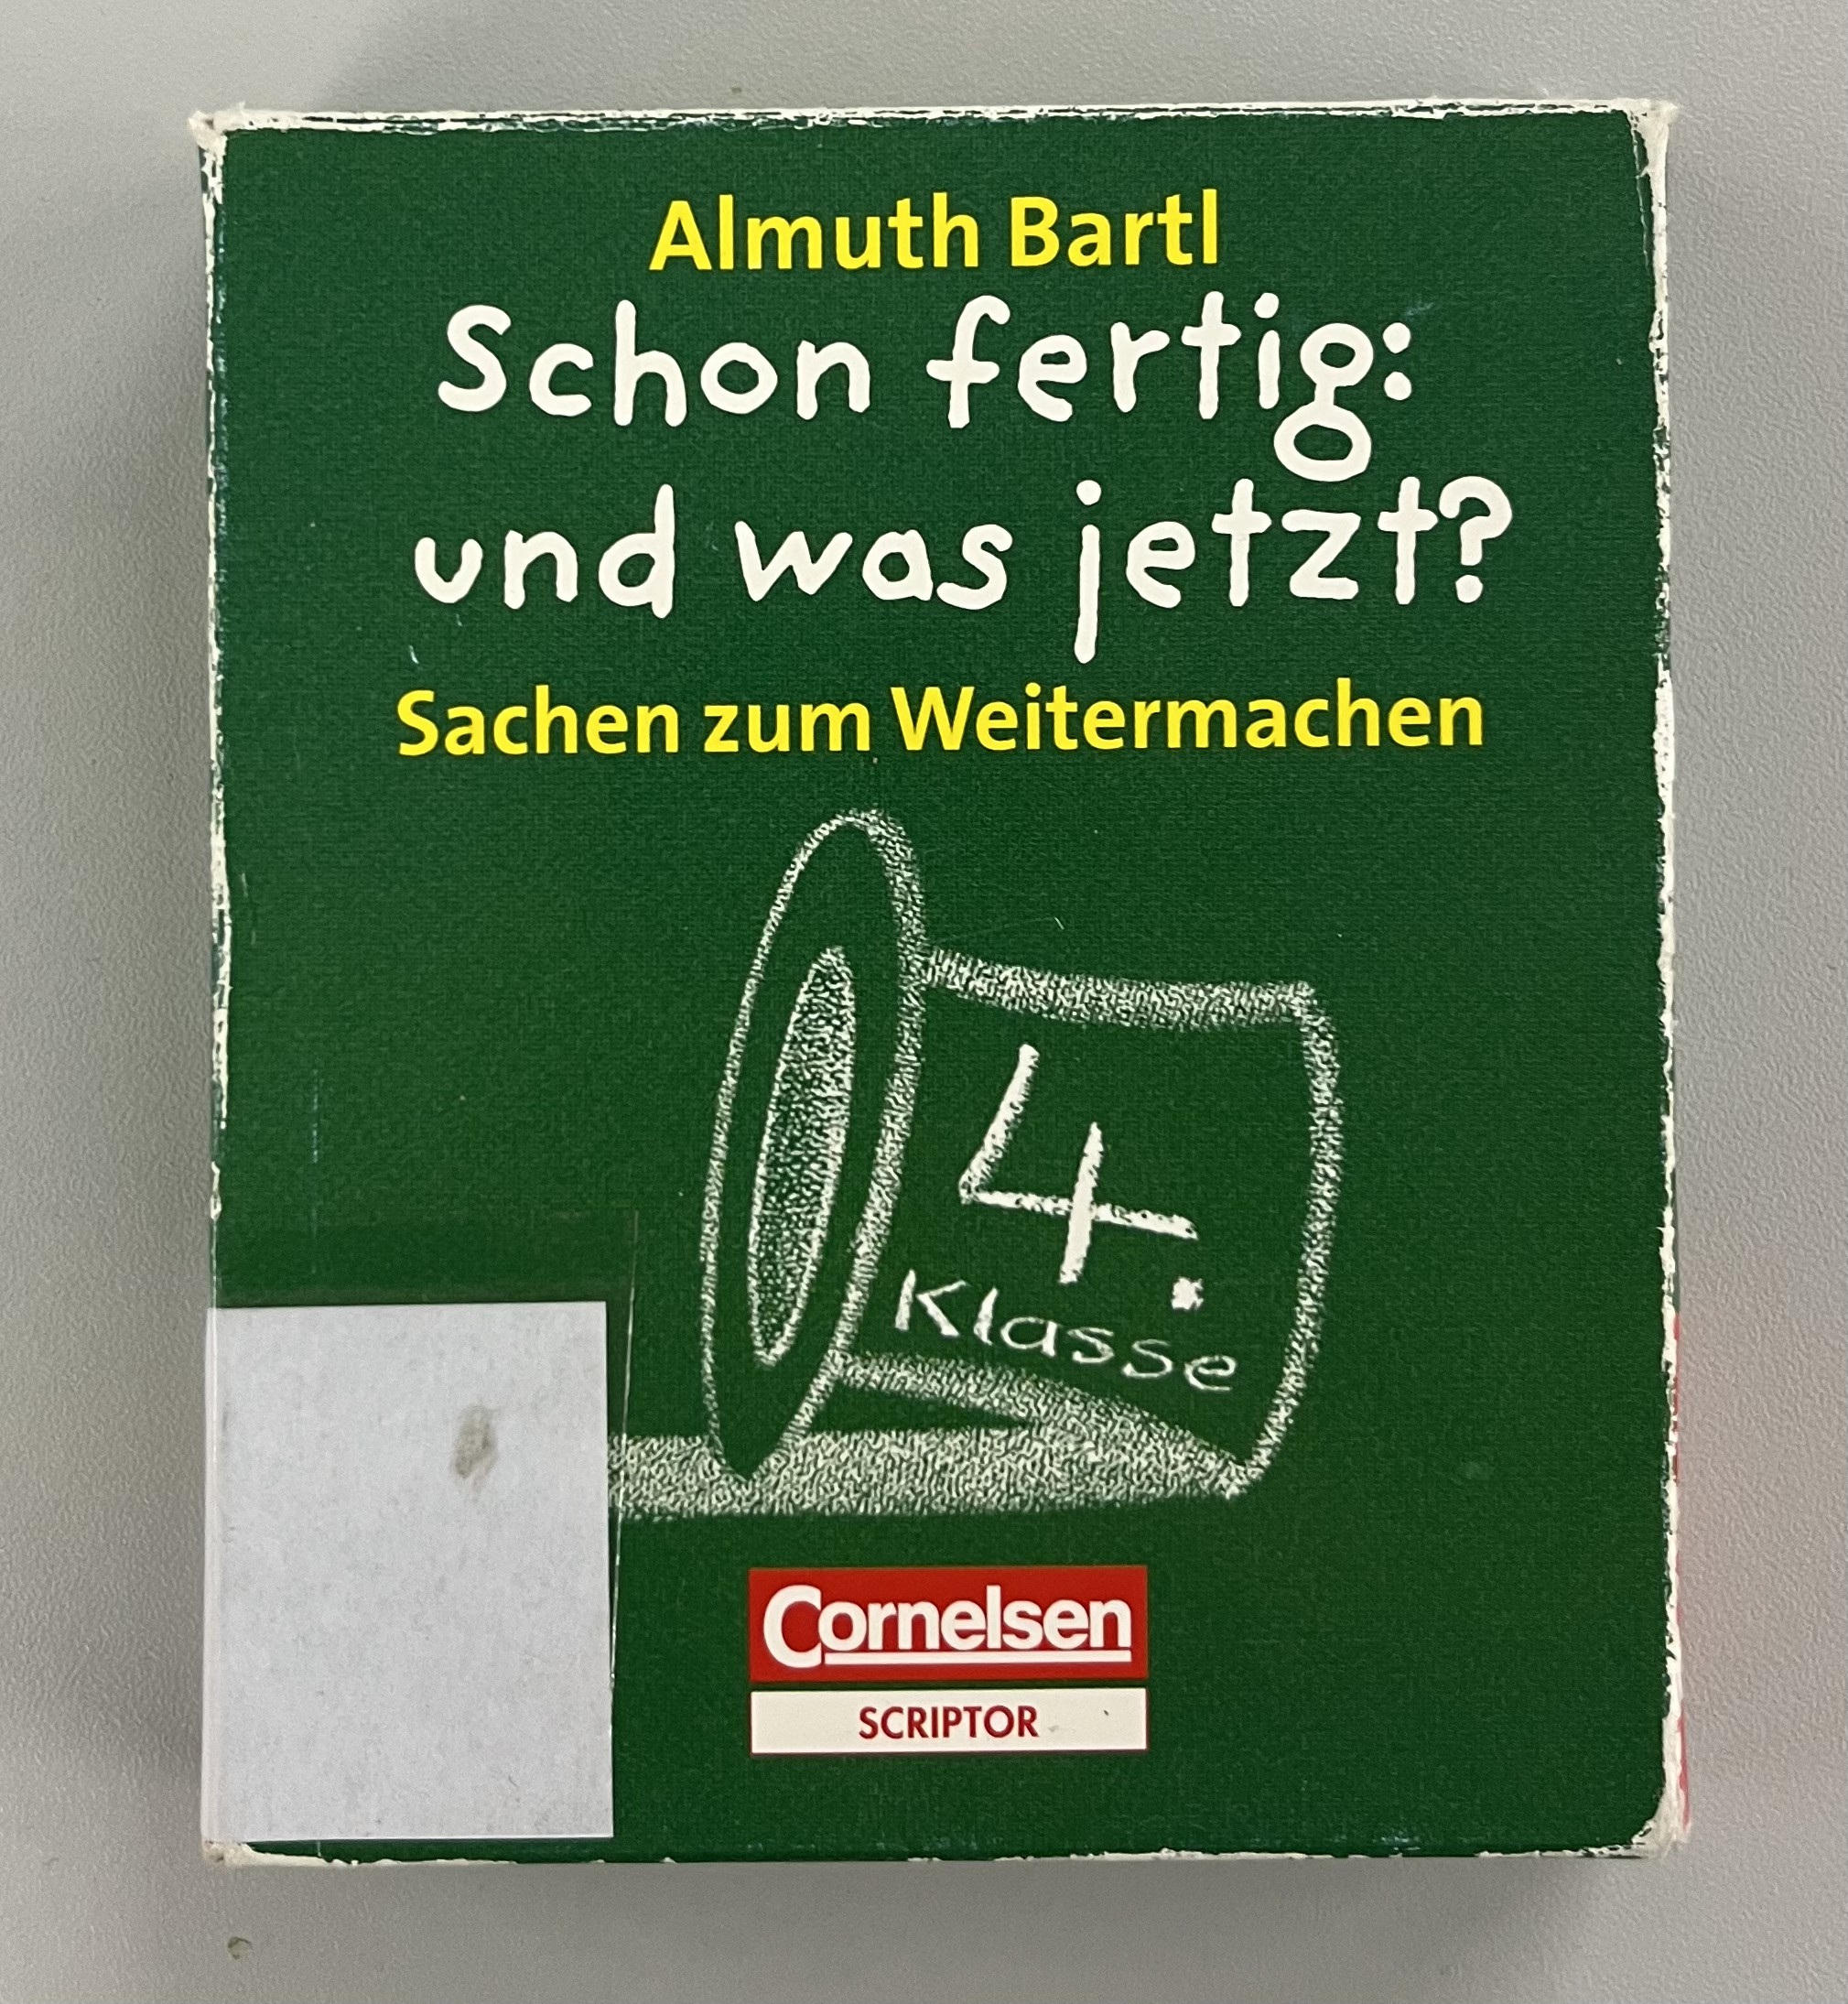 Almuth Bartl
Schon fertig:
und was jetzt?
Sachen zum Weitermachen
4.
Klasse
Cornelsen
SCRIPTOR